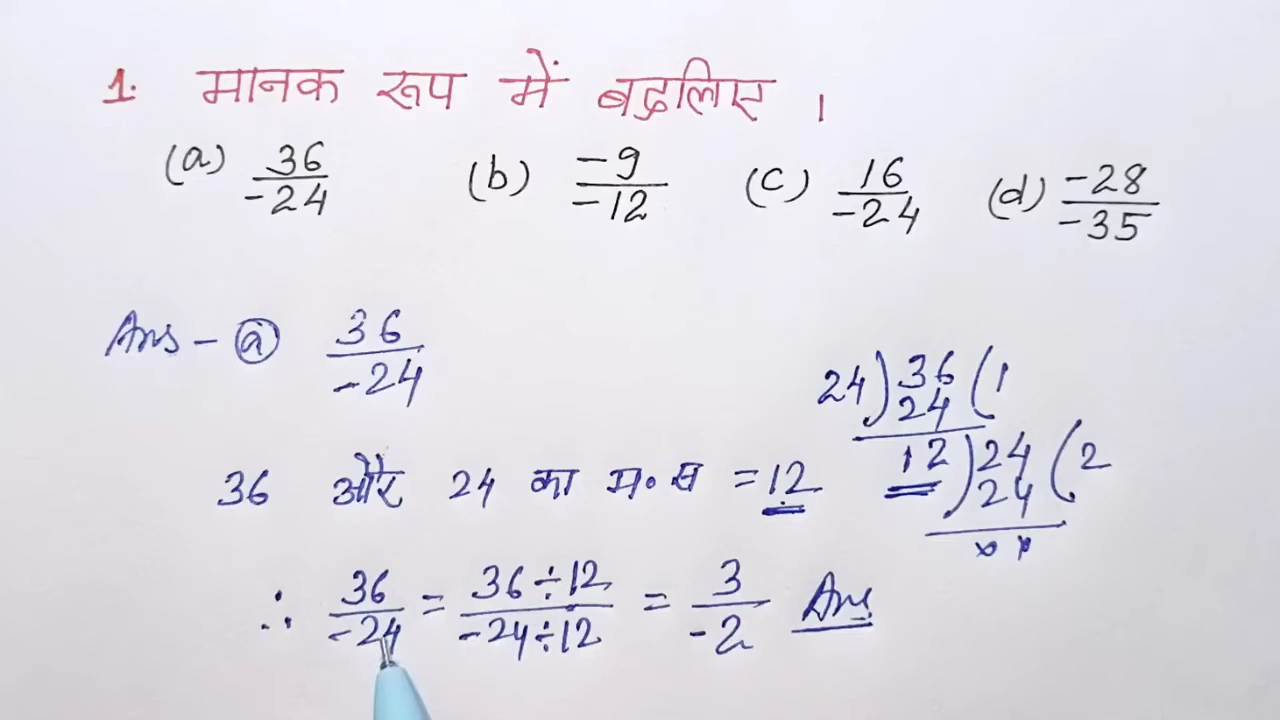 1. मानक रूप में बदलिए ।
(a) 36/-24 (b) -9/-12 (c) 16/-24 (d) -28/-35
Ans - (a) 36/-24
24) 36 (1
24
12) 24 (2
24
× ×
36 और 24 का म॰ स = 12
∴ 36/-24 = 36÷12/-24÷12 = 3/-2 Ans